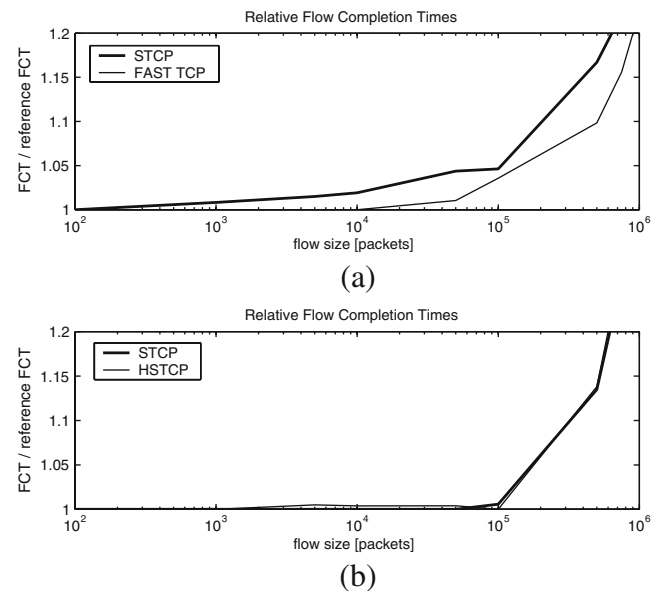 Relative Flow Completion Times
1.2
STCP
FAST TCP
1.15
1.1
1.05
1
FCT / reference FCT
10^2 10^3 10^4 10^5 10^6
flow size [packets]
(a)
Relative Flow Completion Times
1.2
STCP
HSTCP
1.15
1.1
1.05
1
FCT / reference FCT
10^2 10^3 10^4 10^5 10^6
flow size [packets]
(b)